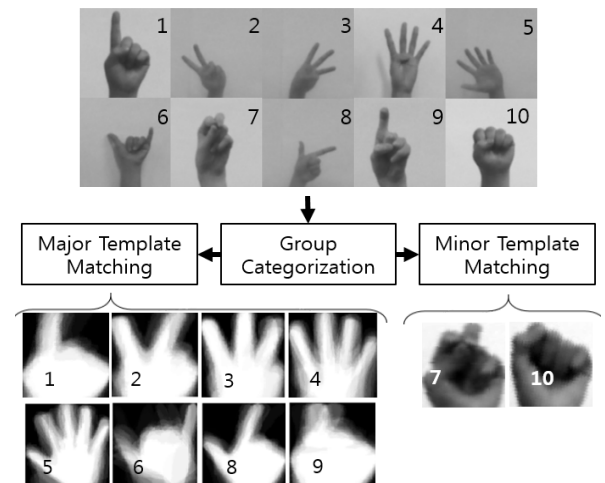 1 2 3 4 5
6 7 8 9 10
Major Template
Matching
Group
Categorization
Minor Template
Matching
1 2 3 4
5 6 8 9
7 10